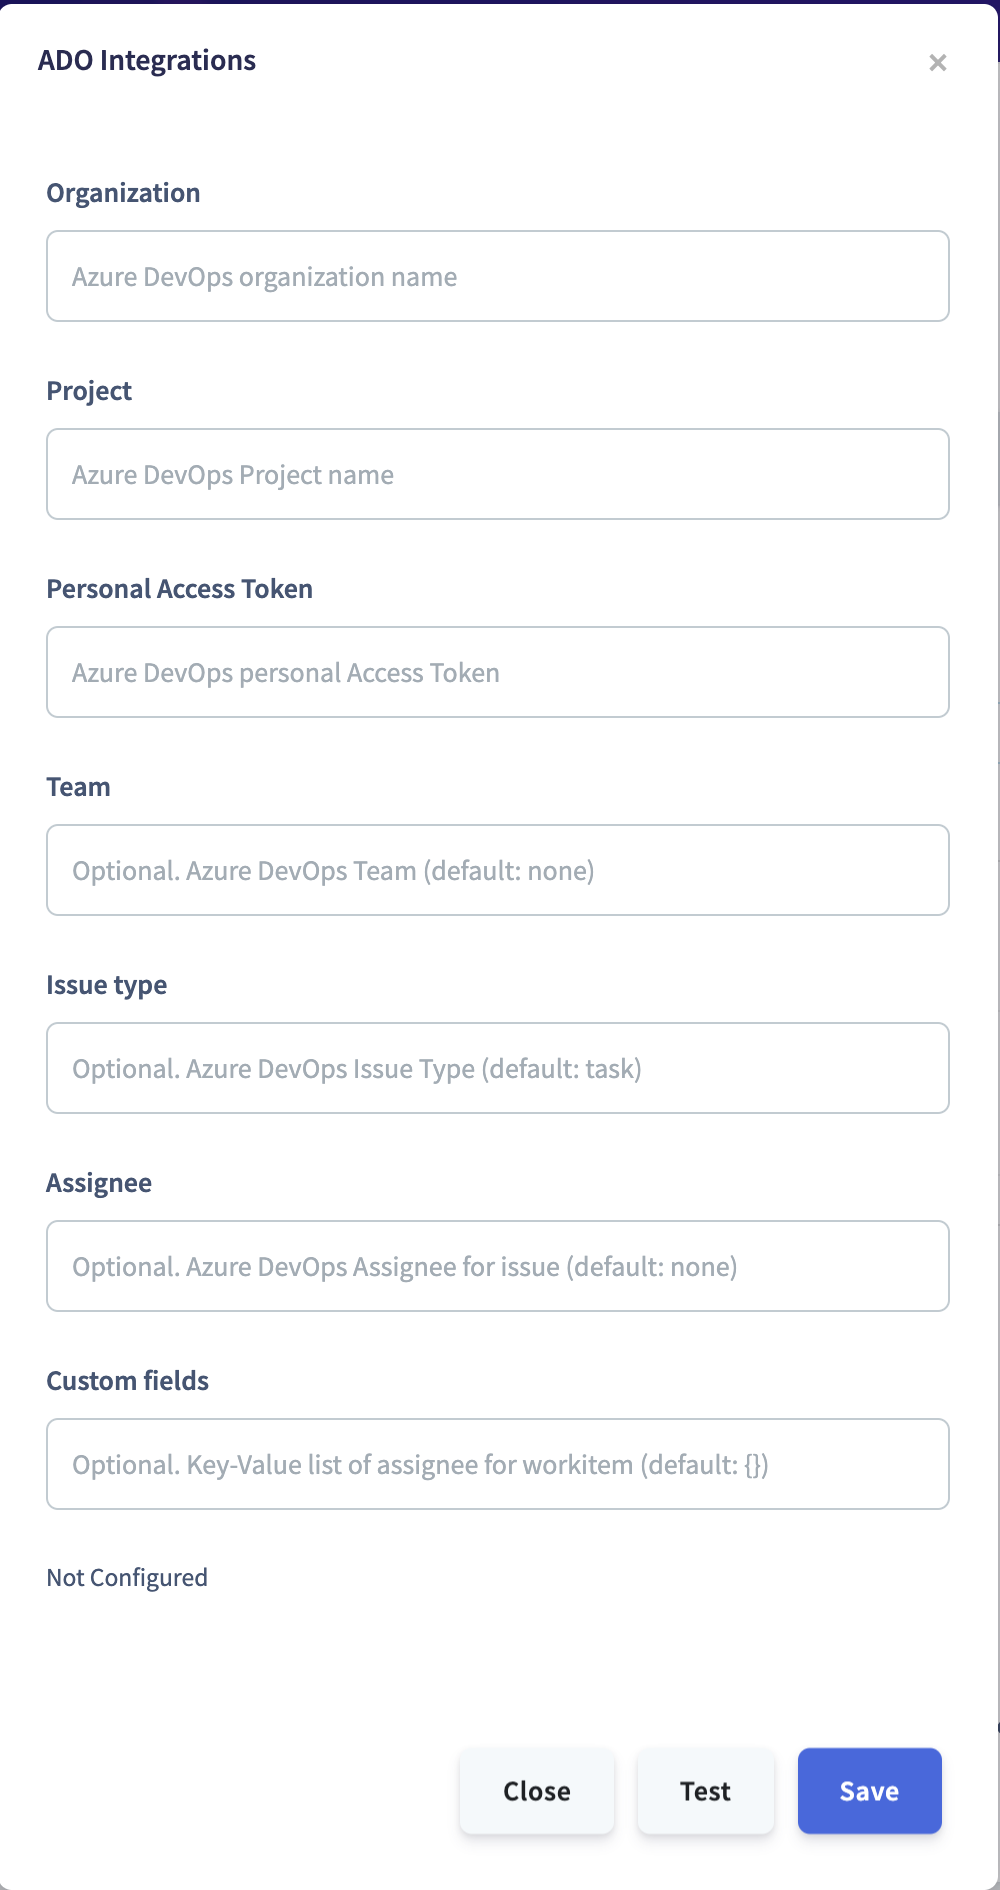 ADO Integrations
×
Organization
Azure DevOps organization name
Project
Azure DevOps Project name
Personal Access Token
Azure DevOps personal Access Token
Team
Optional. Azure DevOps Team (default: none)
Issue type
Optional. Azure DevOps Issue Type (default: task)
Assignee
Optional. Azure DevOps Assignee for issue (default: none)
Custom fields
Optional. Key-Value list of assignee for workitem (default: {})
Not Configured
Close
Test
Save